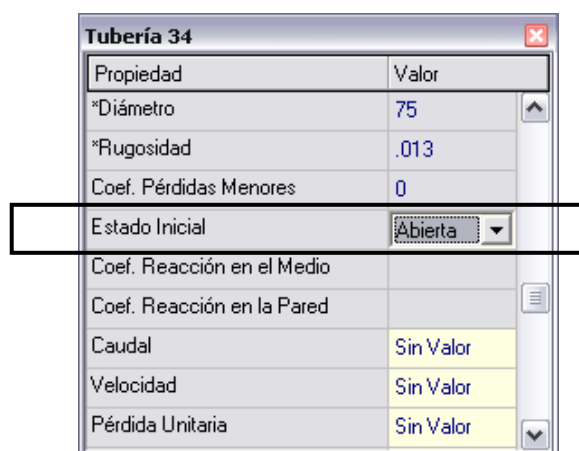 Tubería 34
Propiedad Valor
*Diámetro 75
*Rugosidad .013
Coef. Pérdidas Menores 0
Estado Inicial Abierta
Coef. Reacción en el Medio
Coef. Reacción en la Pared
Caudal Sin Valor
Velocidad Sin Valor
Pérdida Unitaria Sin Valor